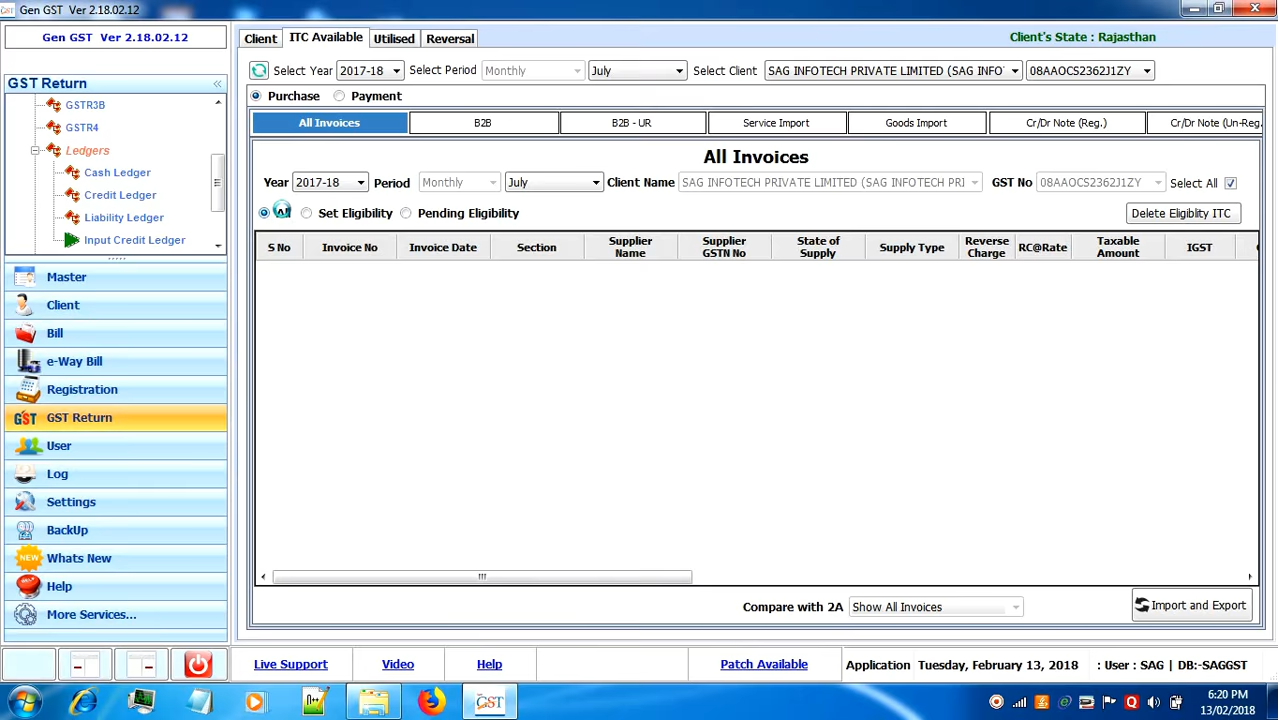 Gen GST Ver 2.18.02.12
Gen GST Ver 2.18.02.12
GST Return
GSTR3B
GSTR4
Ledgers
Cash Ledger
Credit Ledger
Liability Ledger
Input Credit Ledger
Master
Client
Bill
e-Way Bill
Registration
GST GST Return
User
Log
Settings
BackUp
NEW Whats New
Help
More Services...
Client ITC Available Utilised Reversal
Client's State : Rajasthan
Select Year 2017-18 Select Period Monthly July Select Client SAG INFOTECH PRIVATE LIMITED (SAG INFO' 08AAOCS2362J1ZY
Purchase Payment
All Invoices B2B B2B - UR Service Import Goods Import Cr/Dr Note (Reg.) Cr/Dr Note (Un-Reg.
All Invoices
Year 2017-18 Period Monthly July Client Name SAG INFOTECH PRIVATE LIMITED (SAG INFOTECH PRI GST No 08AAOCS2362J1ZY Select All
All Set Eligibility Pending Eligibility Delete Eligiblity ITC
S No Invoice No Invoice Date Section Supplier Name Supplier GSTN No State of Supply Supply Type Reverse Charge RC@Rate Taxable Amount IGST
Compare with 2A Show All Invoices Import and Export
Live Support Video Help Patch Available Application Tuesday, February 13, 2018 : User : SAG | DB:-SAGGST
GST
6:20 PM
13/02/2018